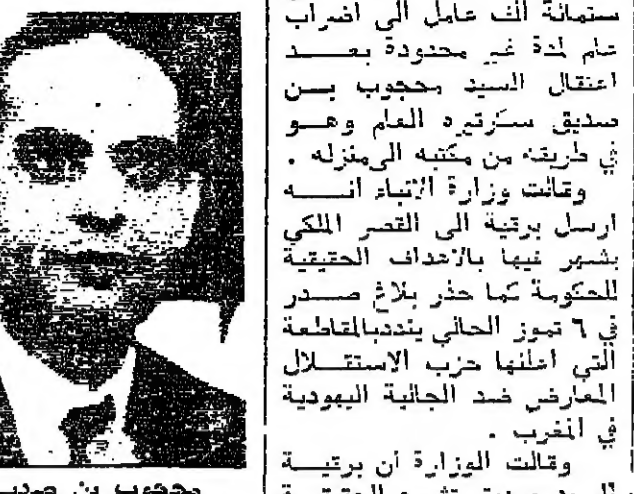 ستمائة الف عامل الى اضراب
عام لمدة غير محدودة بعد
اعتقال السيد محجوب بن
صديق سكرتيره العام وهو
في طريقه من مكتبه الى منزله .
وقالت وزارة الانباء انه
ارسل برقية الى القصر الملكي
يشهر فيها بالاهداف الحقيقية
للحكومة كما حذر بلاغ صدر
في ٦ تموز الحالي يندد بالمقاطعة
التي اعلنها حزب الاستقلال
المعارض ضد الجالية اليهودية
في المغرب .
وقالت الوزارة أن برقية
محجوب بن